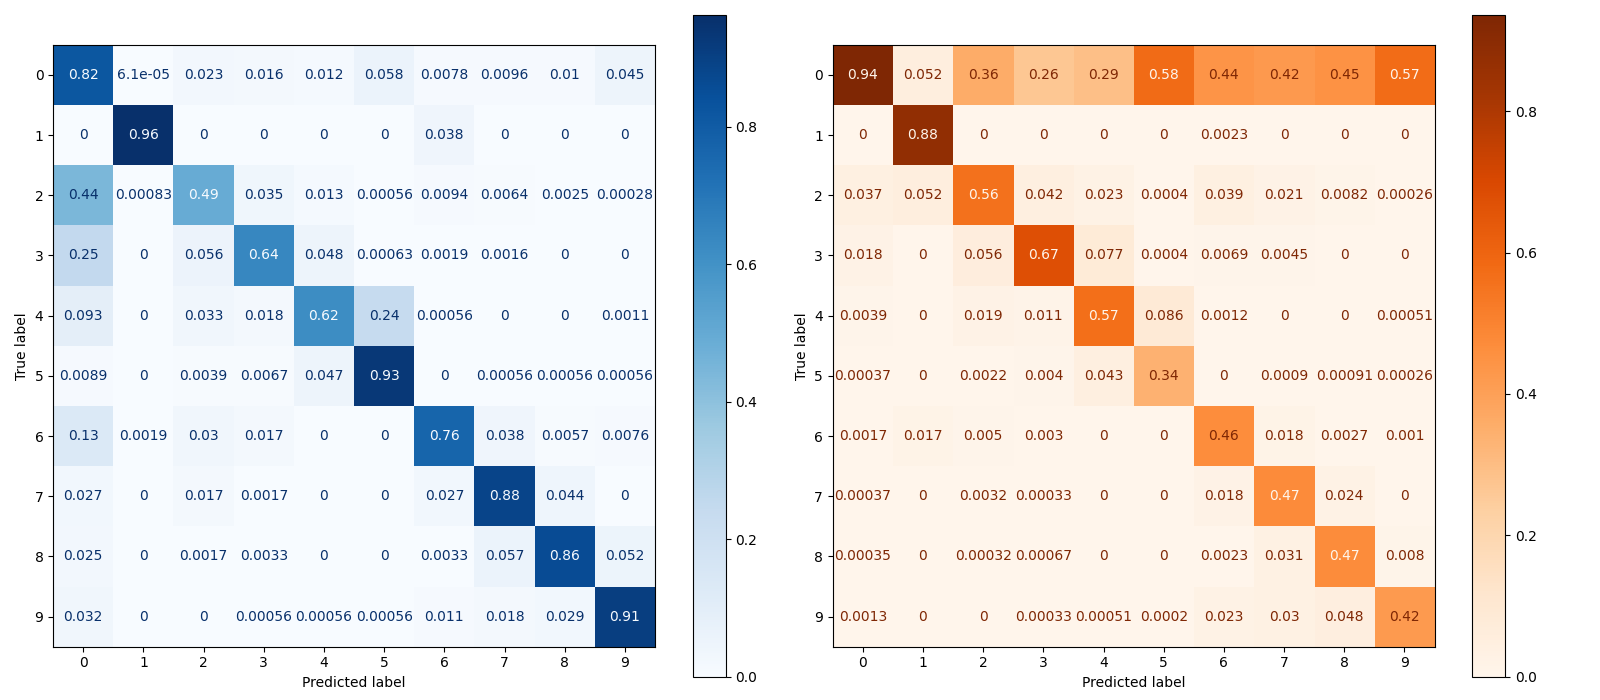 0 0.82 6.1e-05 0.023 0.016 0.012 0.058 0.0078 0.0096 0.01 0.045
1 0 0.96 0 0 0 0 0.038 0 0 0
2 0.44 0.00083 0.49 0.035 0.013 0.00056 0.0094 0.0064 0.0025 0.00028
3 0.25 0 0.056 0.64 0.048 0.00063 0.0019 0.0016 0 0
4 0.093 0 0.033 0.018 0.62 0.24 0.00056 0 0 0.0011
5 0.0089 0 0.0039 0.0067 0.047 0.93 0 0.00056 0.00056 0.00056
6 0.13 0.0019 0.03 0.017 0 0 0.76 0.038 0.0057 0.0076
7 0.027 0 0.017 0.0017 0 0 0.027 0.88 0.044 0
8 0.025 0 0.0017 0.0033 0 0 0.0033 0.057 0.86 0.052
9 0.032 0 0 0.00056 0.00056 0.00056 0.011 0.018 0.029 0.91
0 1 2 3 4 5 6 7 8 9
Predicted label
True label
0.8
0.6
0.4
0.2
0.0
0 0.94 0.052 0.36 0.26 0.29 0.58 0.44 0.42 0.45 0.57
1 0 0.88 0 0 0 0 0.0023 0 0 0
2 0.037 0.052 0.56 0.042 0.023 0.0004 0.039 0.021 0.0082 0.00026
3 0.018 0 0.056 0.67 0.077 0.0004 0.0069 0.0045 0 0
4 0.0039 0 0.019 0.011 0.57 0.086 0.0012 0 0 0.00051
5 0.00037 0 0.0022 0.004 0.043 0.34 0 0.0009 0.00091 0.00026
6 0.0017 0.017 0.005 0.003 0 0 0.46 0.018 0.0027 0.001
7 0.00037 0 0.0032 0.00033 0 0 0.018 0.47 0.024 0
8 0.00035 0 0.00032 0.00067 0 0 0.0023 0.031 0.47 0.008
9 0.0013 0 0 0.00033 0.00051 0.0002 0.023 0.03 0.048 0.42
0 1 2 3 4 5 6 7 8 9
Predicted label
True label
0.8
0.6
0.4
0.2
0.0